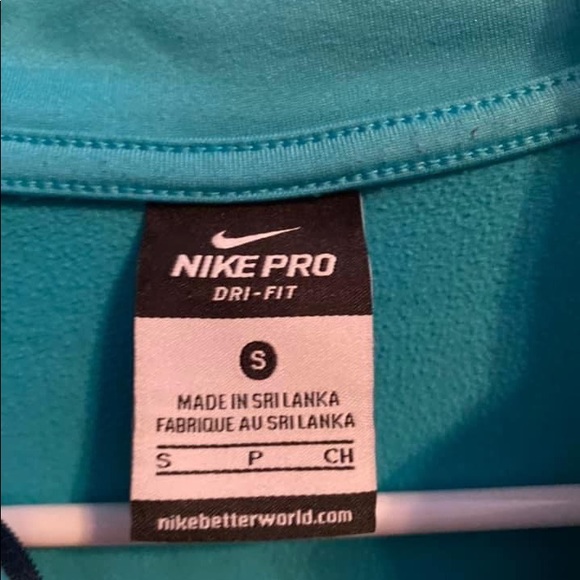 NIKE PRO
DRI-FIT
S
MADE IN SRI LANKA
FABRIQUE AU SRI LANKA
S P CH
nikebetterworld.com